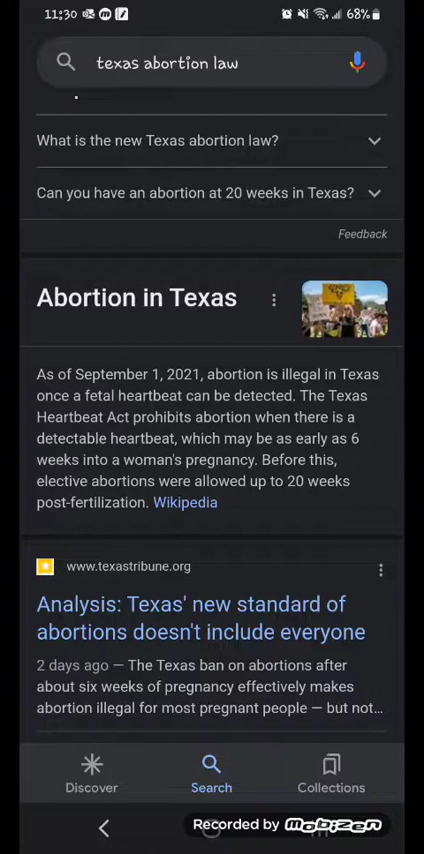 11:30 68%
texas abortion law
What is the new Texas abortion law?
Can you have an abortion at 20 weeks in Texas?
Feedback
Abortion in Texas
As of September 1, 2021, abortion is illegal in Texas
once a fetal heartbeat can be detected. The Texas
Heartbeat Act prohibits abortion when there is a
detectable heartbeat, which may be as early as 6
weeks into a woman's pregnancy. Before this,
elective abortions were allowed up to 20 weeks
post-fertilization. Wikipedia
www.texastribune.org
Analysis: Texas' new standard of
abortions doesn't include everyone
2 days ago — The Texas ban on abortions after
about six weeks of pregnancy effectively makes
abortion illegal for most pregnant people — but not...
Discover Search Collections
Recorded by mobizen